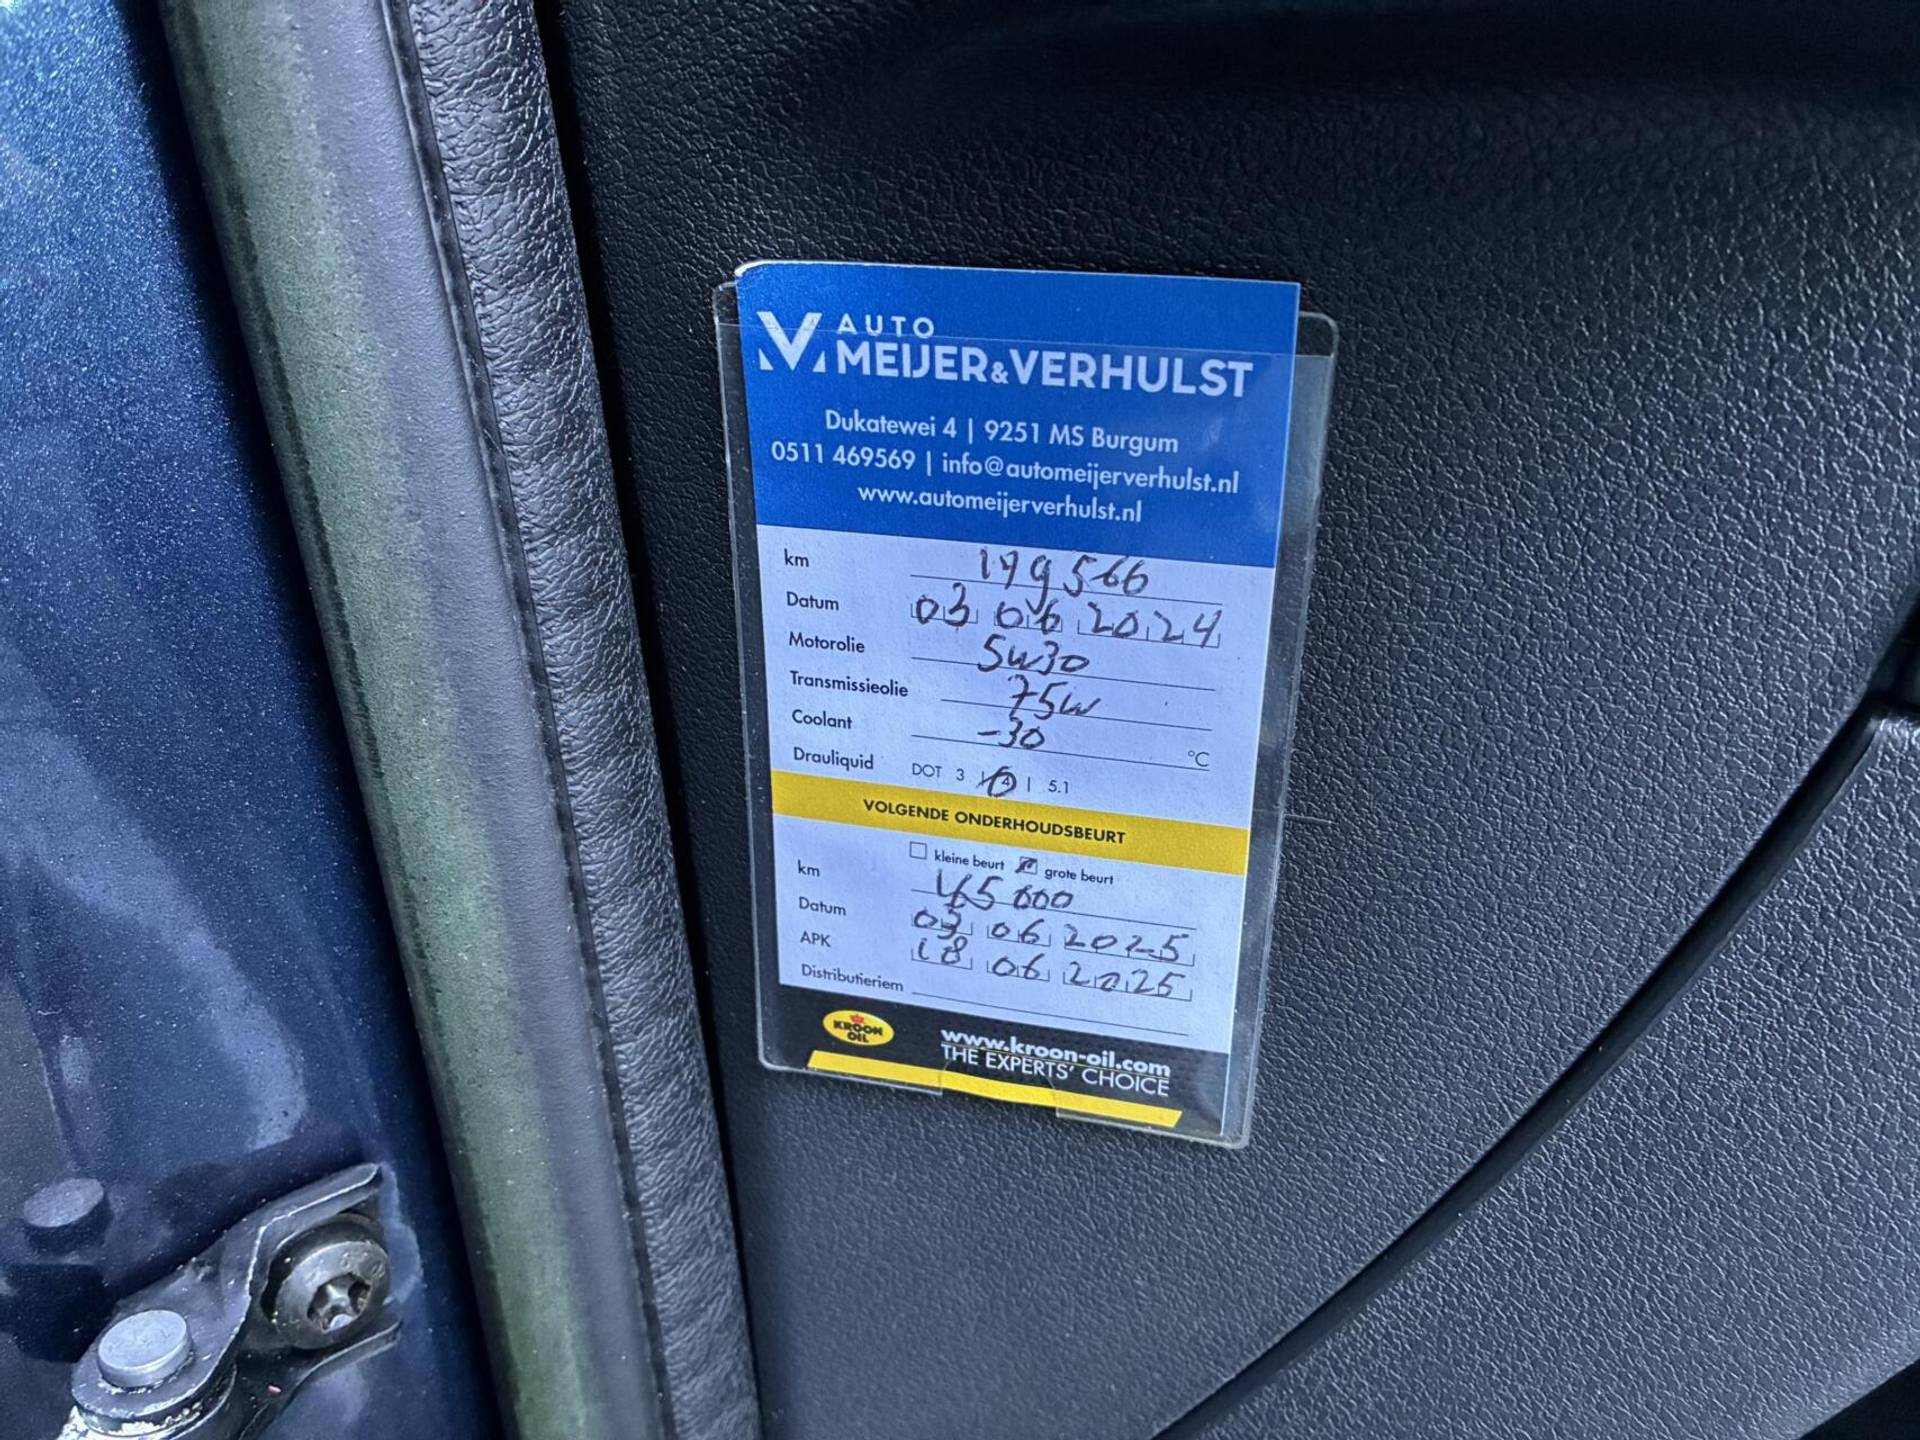 AUTO
MEIJER&VERHULST
Dukatewei 4 | 9251 MS Burgum
0511 469569 | info@automeijerverhulst.nl
www.automeijerverhulst.nl
km 179566
Datum 03 06 2024
Motorolie 5W30
Transmissieolie 75W
Coolant -30 °C
Drauliquid DOT 3 | 4 | 5.1
VOLGENDE ONDERHOUDSBEURT
kleine beurt grote beurt
km 000
Datum 03 06 2025
APK 18 06 2025
Distributieriem
KROON OIL
www.kroon-oil.com
THE EXPERTS' CHOICE